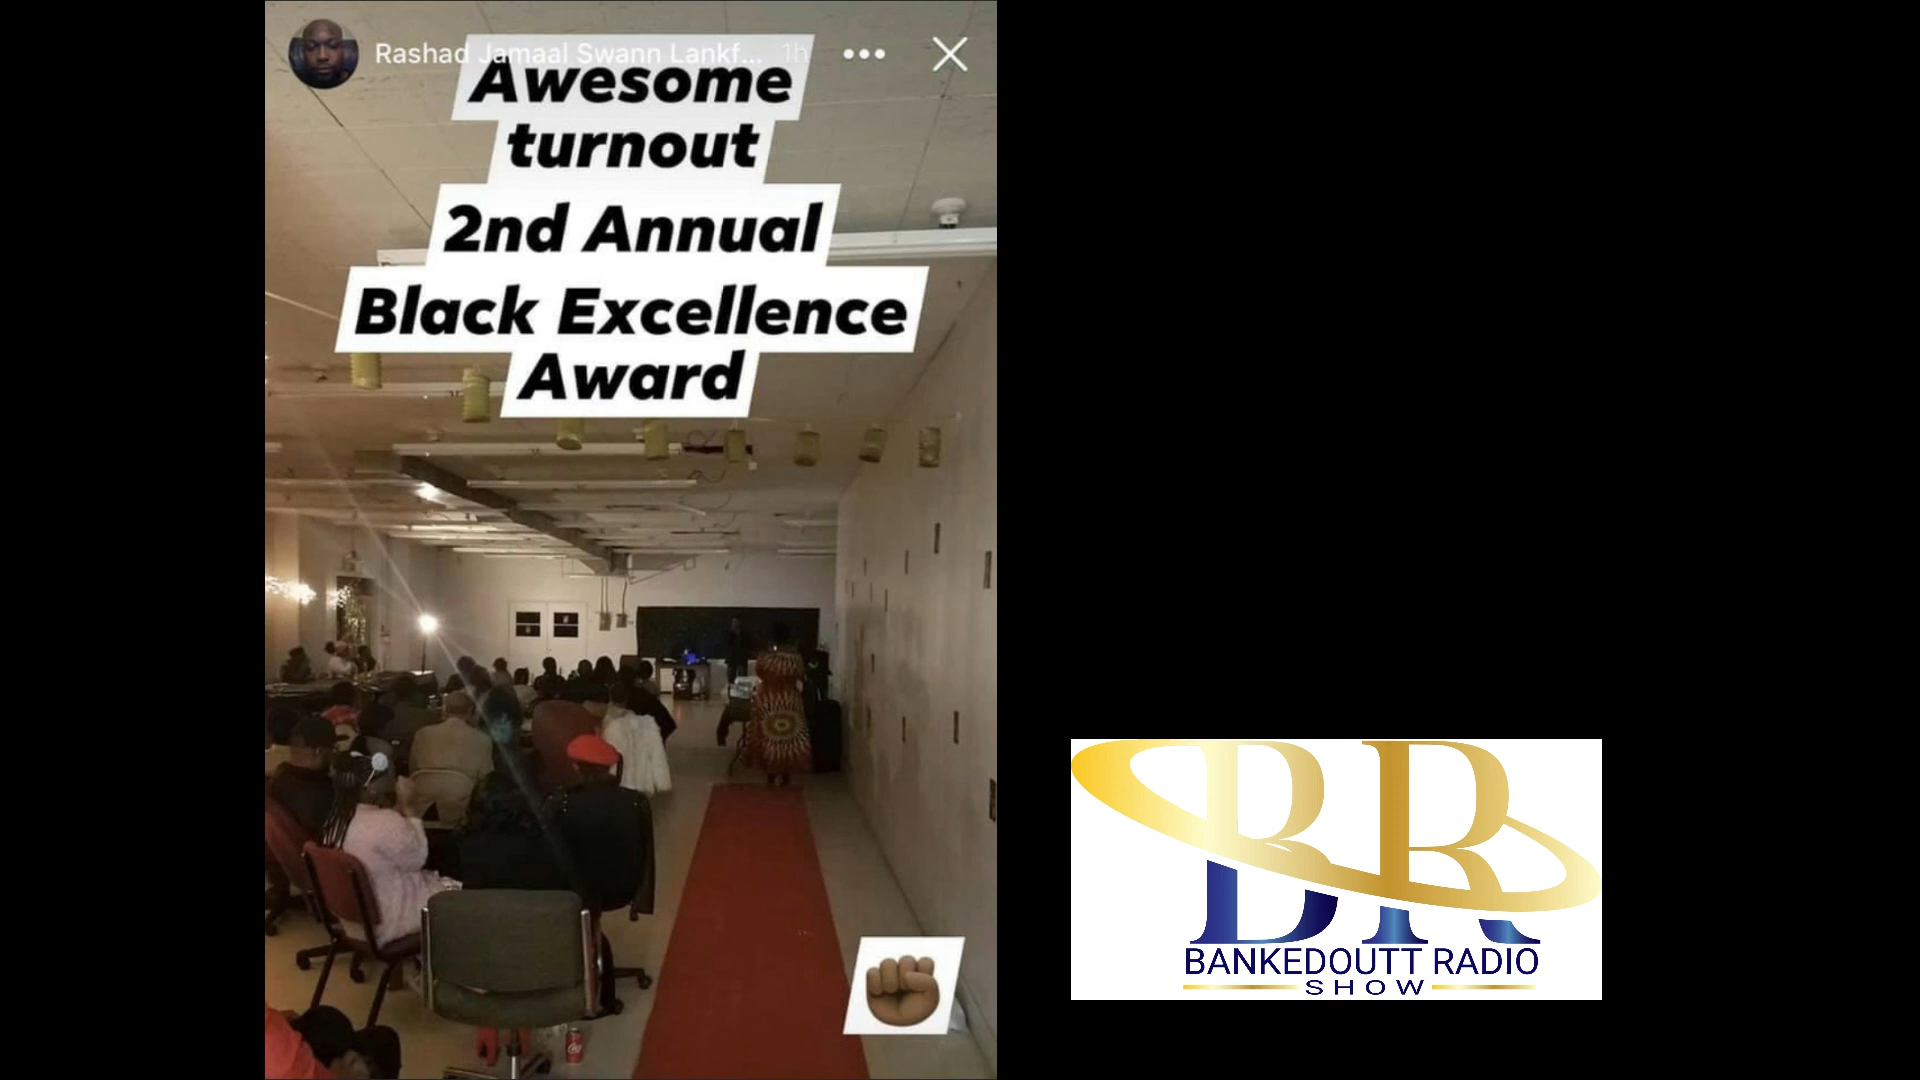 Rashad Jamaal Swann Lankf... 1h
Awesome
turnout
2nd Annual
Black Excellence
Award
BR
BANKEDOUTT RADIO
SHOW